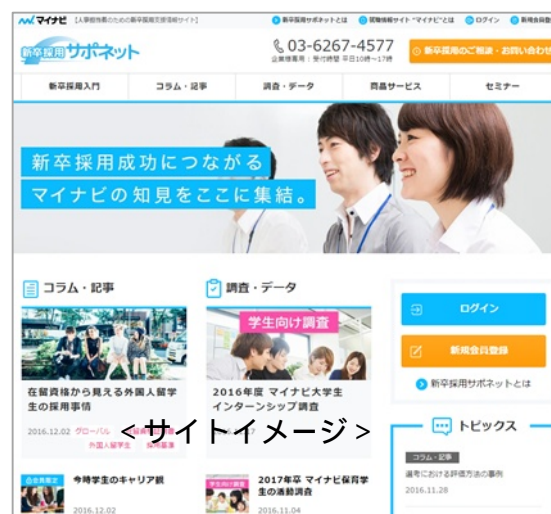 マイナビ 【人事担当者のための新卒採用支援情報サイト】
新卒採用サポネットとは 就職情報サイト "マイナビ"とは ログイン 新規会員登
新卒採用サポネット
03-6267-4577
企業様専用：受付時間 平日10時～17時
新卒採用のご相談・お問い合わせ
新卒採用入門 コラム・記事 調査・データ 商品サービス セミナー
新卒採用成功につながる
マイナビの知見をここに集結。
コラム・記事
在留資格から見える外国人留学
生の採用事情
2016.12.02 グローバル
外国人留学生 採用募集
今時学生のキャリア観
2016.12.02
調査・データ
学生向け調査
2016年度 マイナビ大学生
インターンシップ調査
<サイトイメージ>
2017年卒 マイナビ保育学
生の活動調査
2016.11.04
ログイン
新規会員登録
新卒採用サポネットとは
トピックス
コラム・記事
選考における評価方法の事例
2016.11.28